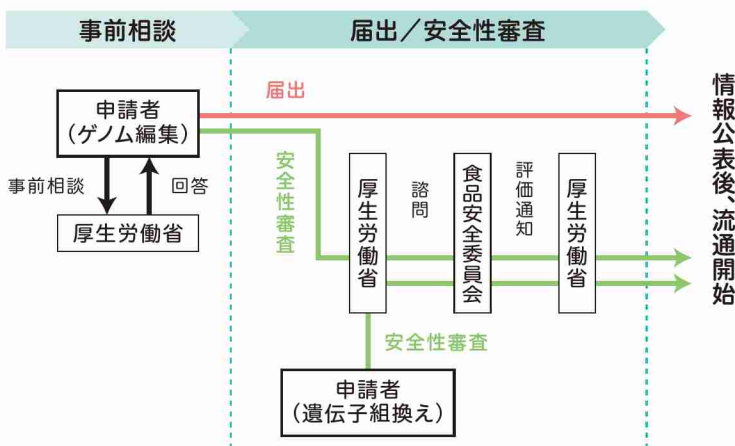 事前相談
届出／安全性審査
申請者
（ゲノム編集）
届出
事前相談
回答
厚生労働省
安全性審査
厚生労働省
諮問
食品安全委員会
評価通知
厚生労働省
情報公表後、流通開始
安全性審査
申請者
（遺伝子組換え）